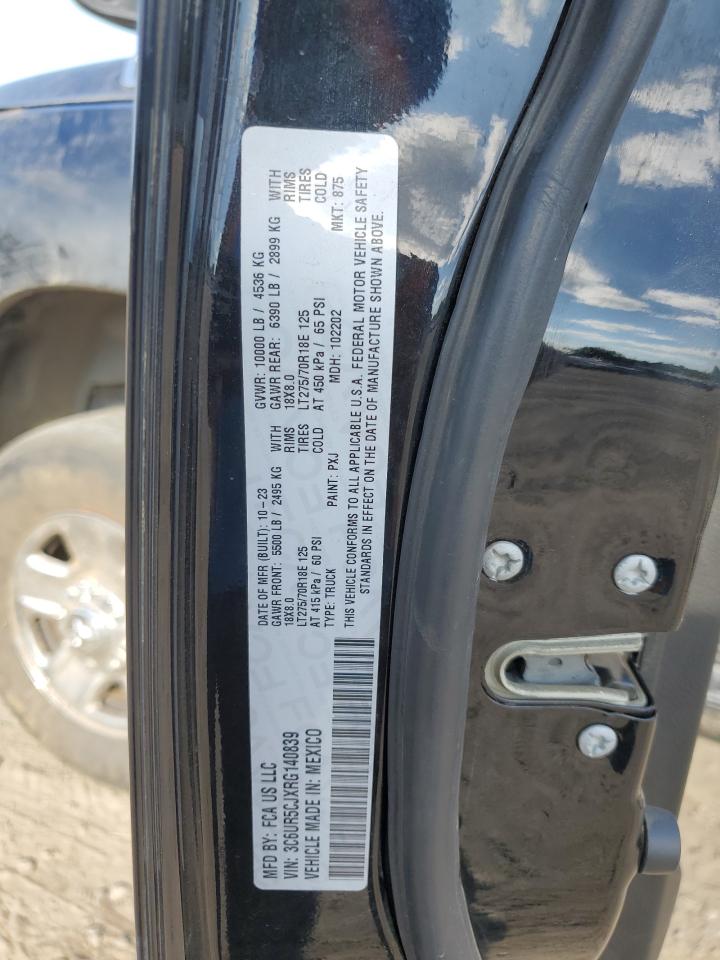 MFD BY: FCA US LLC
DATE OF MFR (BUILT): 10-23
GVWR: 10000 LB / 4536 KG
VIN: 3C6UR5CJXRG140839
GAWR FRONT: 5500 LB / 2495 KG WITH
GAWR REAR: 6390 LB / 2899 KG WITH
VEHICLE MADE IN: MEXICO
18X8.0 RIMS
18X8.0 RIMS
LT275/70R18E 125 TIRES
LT275/70R18E 125 TIRES
AT 415 kPa / 60 PSI COLD
AT 450 kPa / 65 PSI COLD
TYPE: TRUCK
PAINT: PXJ
MDH: 102202
MKT: 875
THIS VEHICLE CONFORMS TO ALL APPLICABLE U.S.A. FEDERAL MOTOR VEHICLE SAFETY
STANDARDS IN EFFECT ON THE DATE OF MANUFACTURE SHOWN ABOVE.